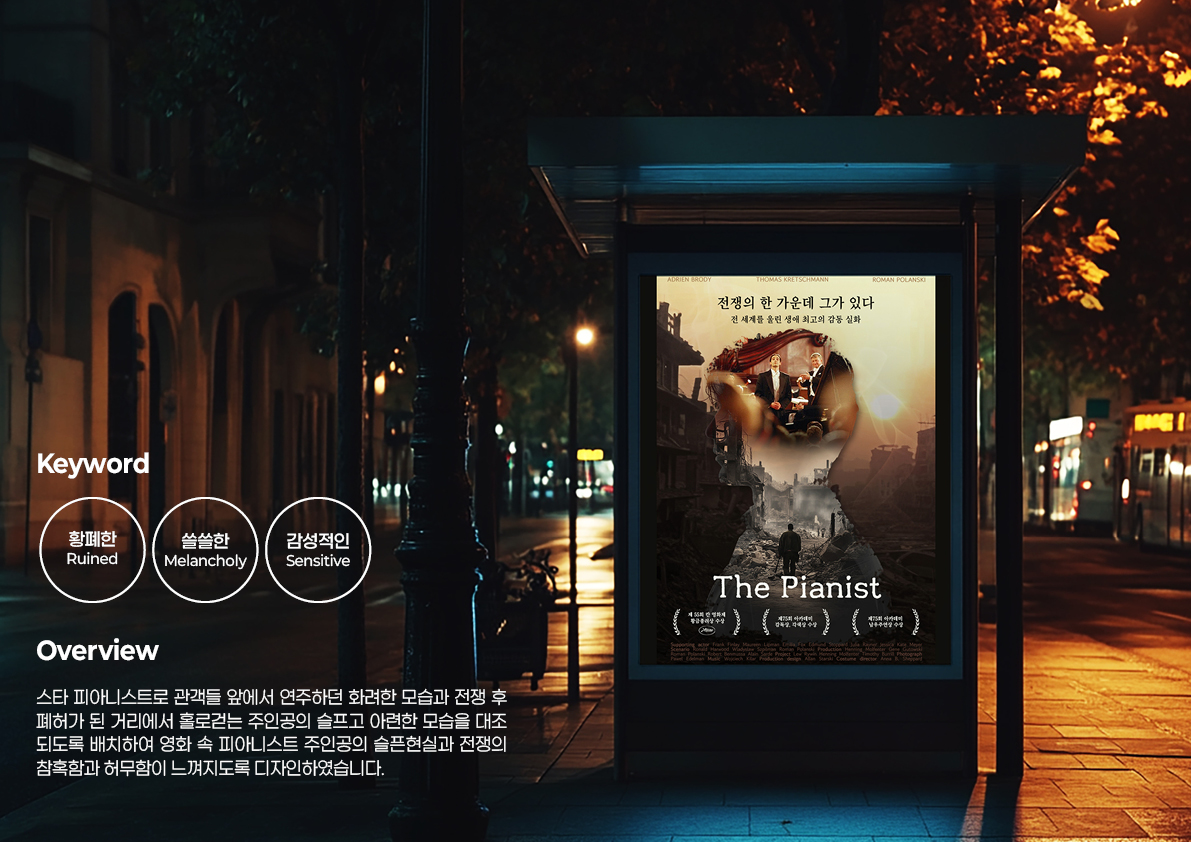 Keyword
황폐한
Ruined
쓸쓸한
Melancholy
감성적인
Sensitive
Overview
스타 피아니스트로 관객들 앞에서 연주하던 화려한 모습과 전쟁 후
폐허가 된 거리에서 홀로걷는 주인공의 슬프고 아련한 모습을 대조
되도록 배치하여 영화 속 피아니스트 주인공의 슬픈현실과 전쟁의
참혹함과 허무함이 느껴지도록 디자인하였습니다.
ADRIEN BRODY THOMAS KRETSCHMANN ROMAN POLANSKI
전쟁의 한 가운데 그가 있다
전 세계를 울린 생애 최고의 감동 실화
The Pianist
제 55회 칸 영화제
황금종려상 수상
제75회 아카데미
감독상, 각색상 수상
제75회 아카데미
남우주연상 수상